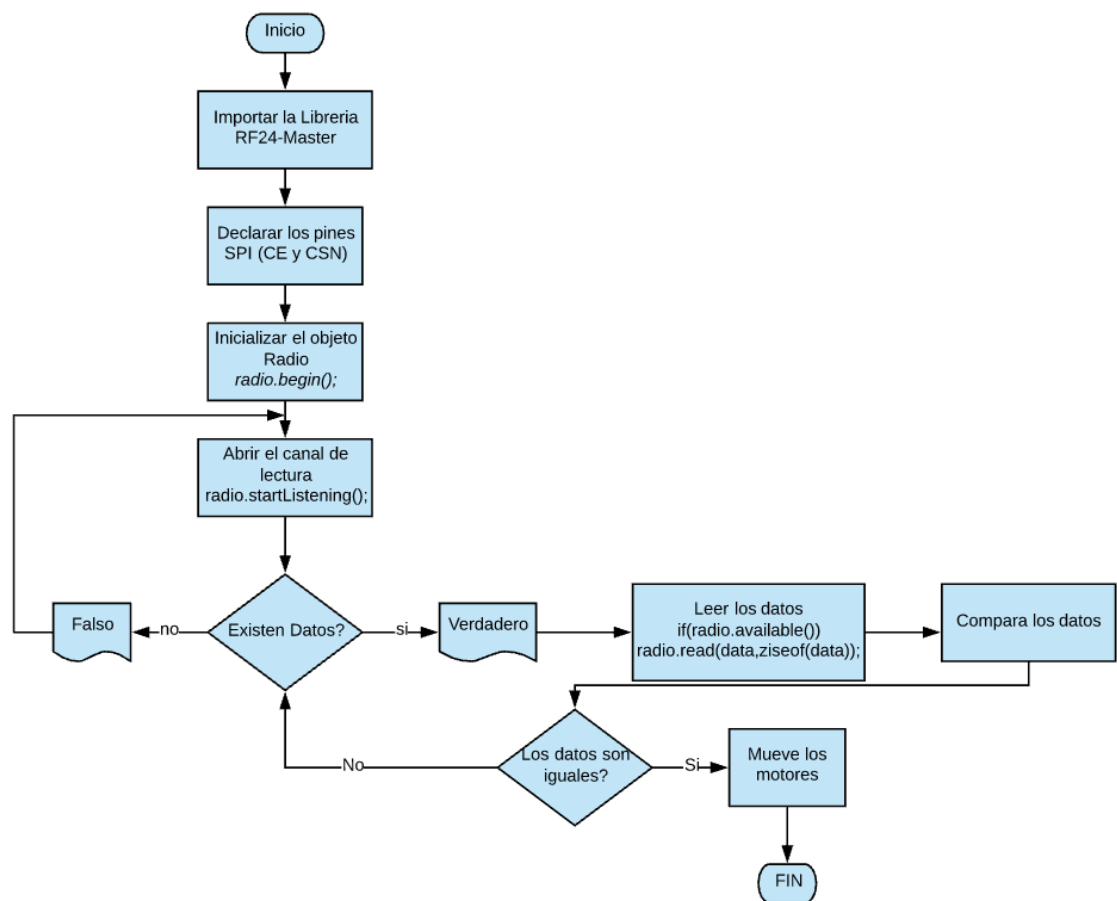 Inicio
Importar la Libreria
RF24-Master
Declarar los pines
SPI (CE y CSN)
Inicializar el objeto
Radio
radio.begin();
Abrir el canal de
lectura
radio.startListening();
Falso
no
Existen Datos?
si
Verdadero
Leer los datos
if(radio.available())
radio.read(data,ziseof(data));
Compara los datos
No
Los datos son
iguales?
Si
Mueve los
motores
FIN